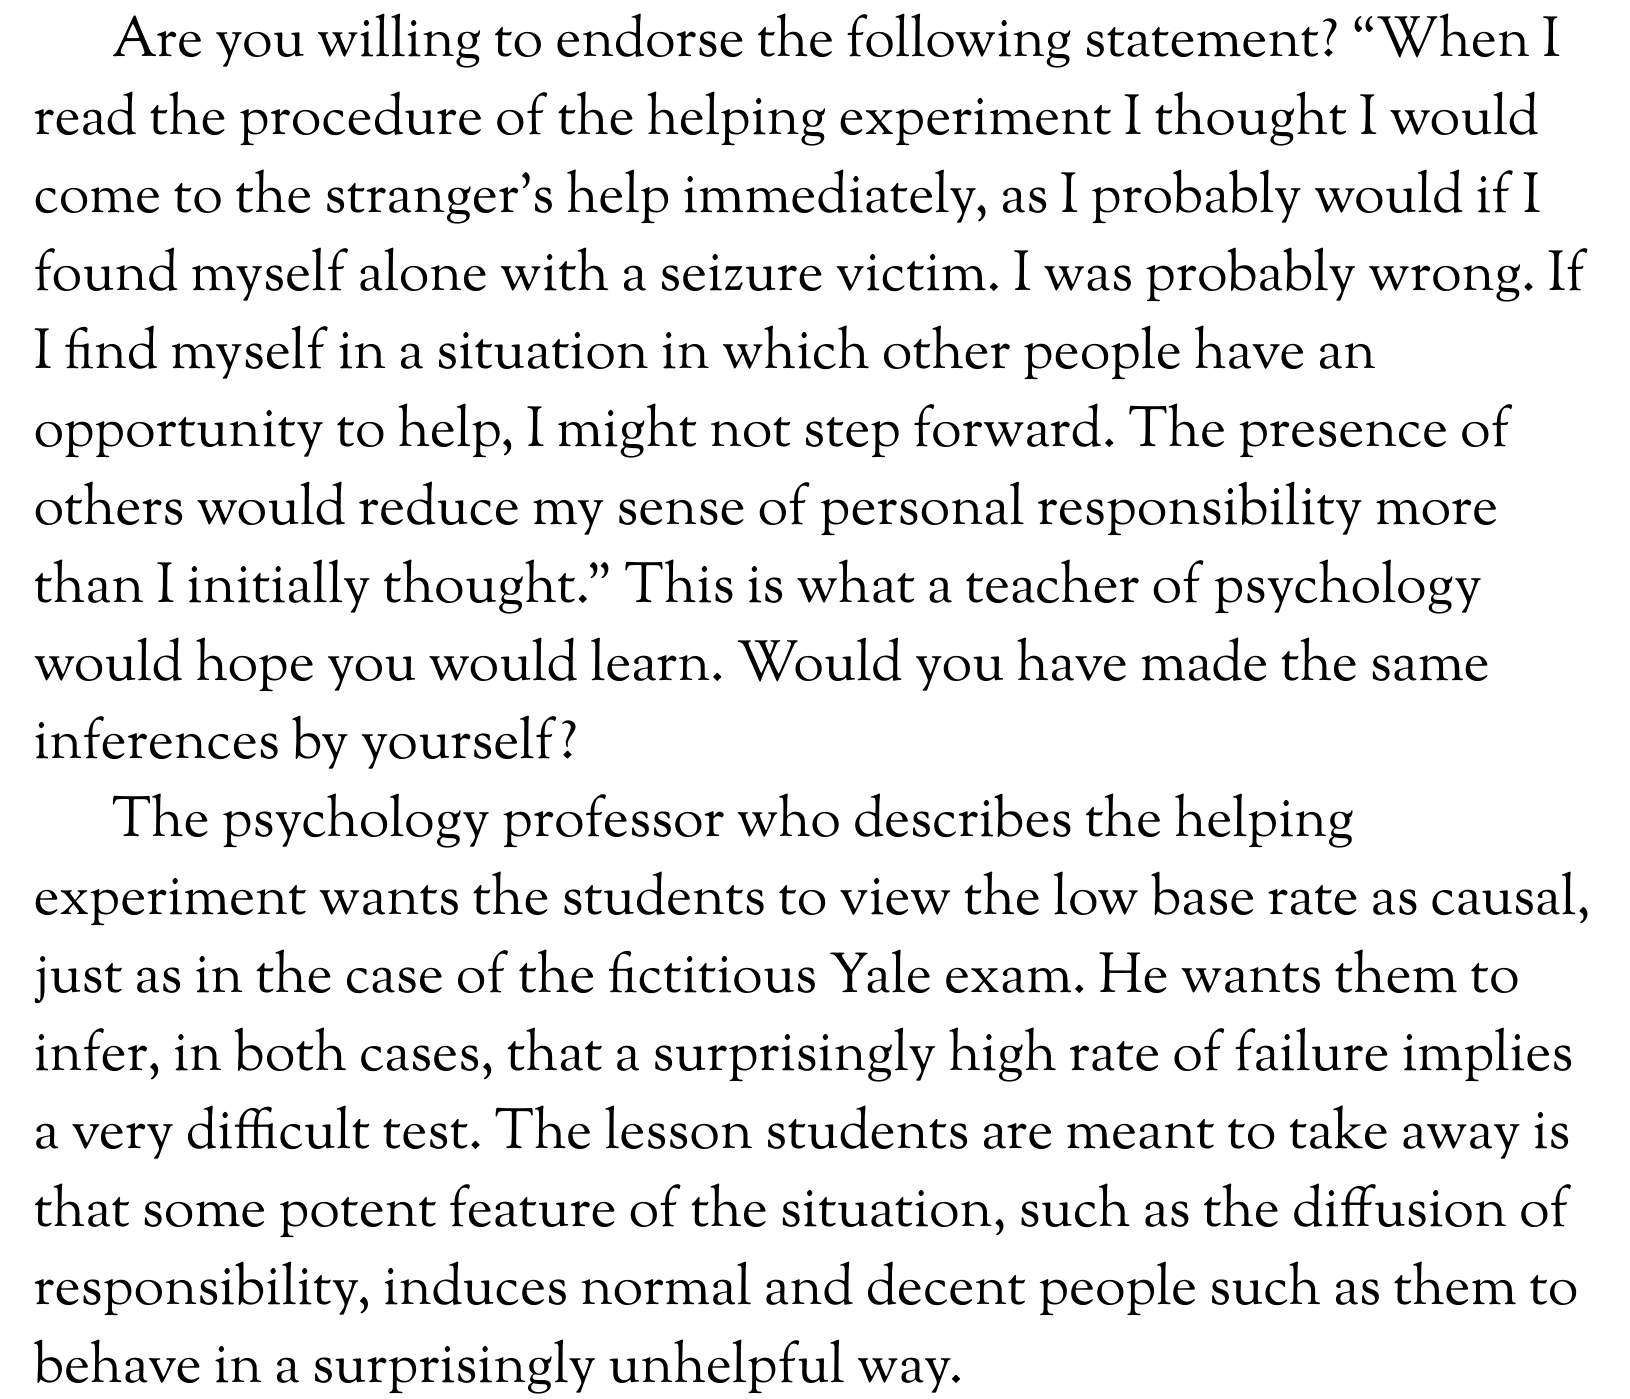 Are you willing to endorse the following statement? “When I
read the procedure of the helping experiment I thought I would
come to the stranger’s help immediately, as I probably would if I
found myself alone with a seizure victim. I was probably wrong. If
I find myself in a situation in which other people have an
opportunity to help, I might not step forward. The presence of
others would reduce my sense of personal responsibility more
than I initially thought.” This is what a teacher of psychology
would hope you would learn. Would you have made the same
inferences by yourself?
The psychology professor who describes the helping
experiment wants the students to view the low base rate as causal,
just as in the case of the fictitious Yale exam. He wants them to
infer, in both cases, that a surprisingly high rate of failure implies
a very difficult test. The lesson students are meant to take away is
that some potent feature of the situation, such as the diffusion of
responsibility, induces normal and decent people such as them to
behave in a surprisingly unhelpful way.